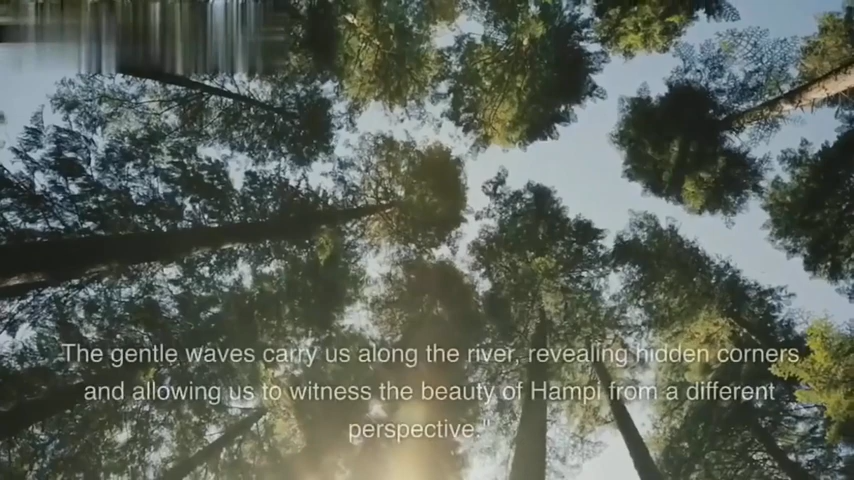 The gentle waves carry us along the river, revealing hidden corners
and allowing us to witness the beauty of Hampi from a different
perspective."